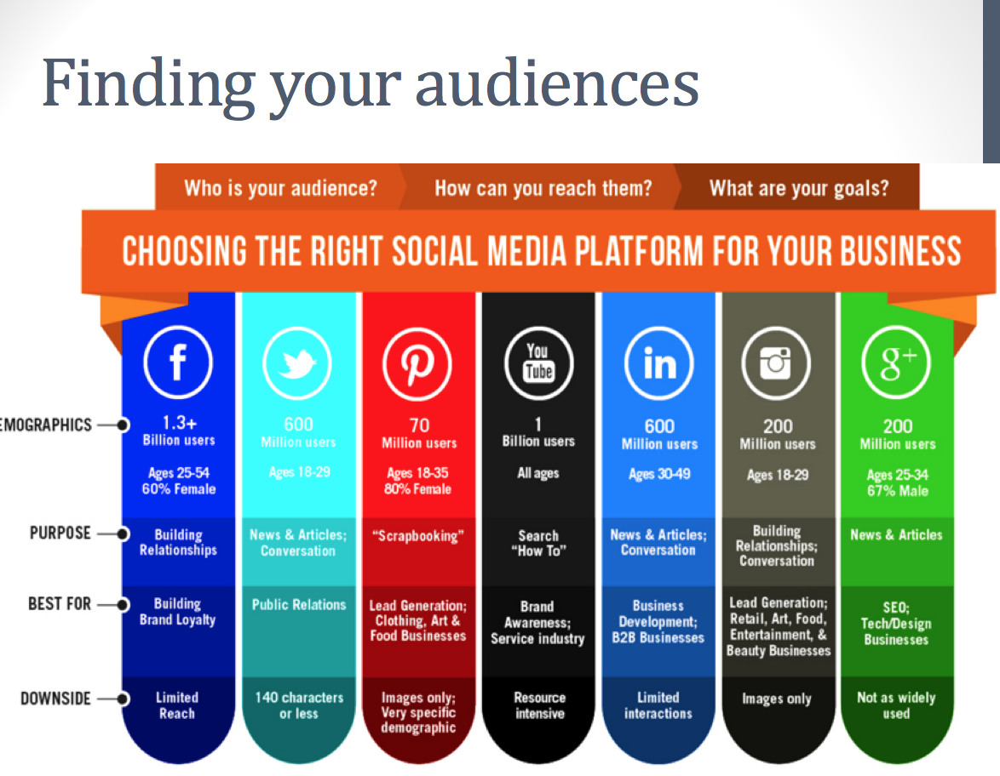 Finding your audiences
Who is your audience?
How can you reach them?
What are your goals?
CHOOSING THE RIGHT SOCIAL MEDIA PLATFORM FOR YOUR BUSINESS
f
You
Tube
in
g+
EMOGRAPHICS
1.3+
Billion users
Ages 25-54
60% Female
600
Million users
Ages 18-29
70
Million users
Ages 18-35
80% Female
1
Billion users
All ages
600
Million users
Ages 30-49
200
Million users
Ages 18-29
200
Million users
Ages 25-34
67% Male
PURPOSE
Building
Relationships
News & Articles;
Conversation
“Scrapbooking”
Search
“How To”
News & Articles;
Conversation
Building
Relationships;
Conversation
News & Articles
BEST FOR
Building
Brand Loyalty
Public Relations
Lead Generation;
Clothing, Art &
Food Businesses
Brand
Awareness;
Service industry
Business
Development;
B2B Businesses
Lead Generation;
Retail, Art, Food,
Entertainment, &
Beauty Businesses
SEO;
Tech/Design
Businesses
DOWNSIDE
Limited
Reach
140 characters
or less
Images only;
Very specific
demographic
Resource
intensive
Limited
interactions
Images only
Not as widely
used